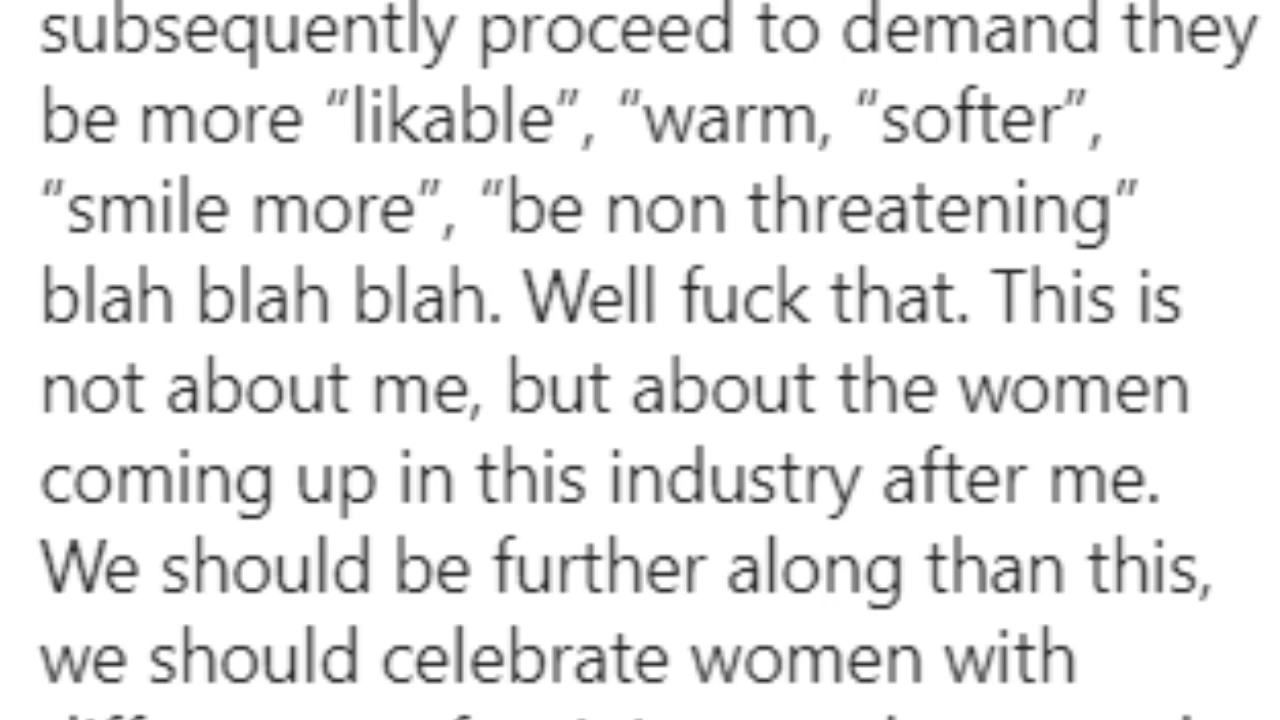 subsequently proceed to demand they
be more “likable”, “warm, “softer”,
“smile more”, “be non threatening”
blah blah blah. Well fuck that. This is
not about me, but about the women
coming up in this industry after me.
We should be further along than this,
we should celebrate women with